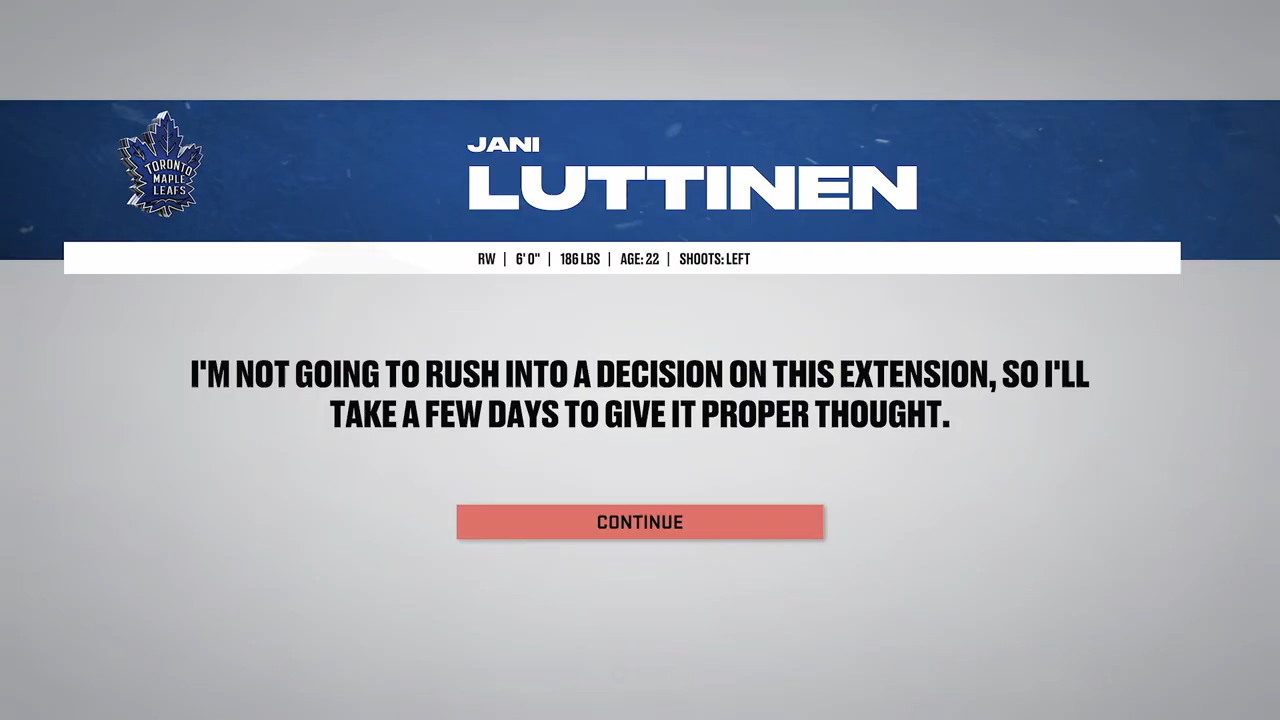 TORONTO
MAPLE
LEAFS
JANI
LUTTINEN
RW | 6' 0" | 186 LBS | AGE: 22 | SHOOTS: LEFT
I'M NOT GOING TO RUSH INTO A DECISION ON THIS EXTENSION, SO I'LL
TAKE A FEW DAYS TO GIVE IT PROPER THOUGHT.
CONTINUE